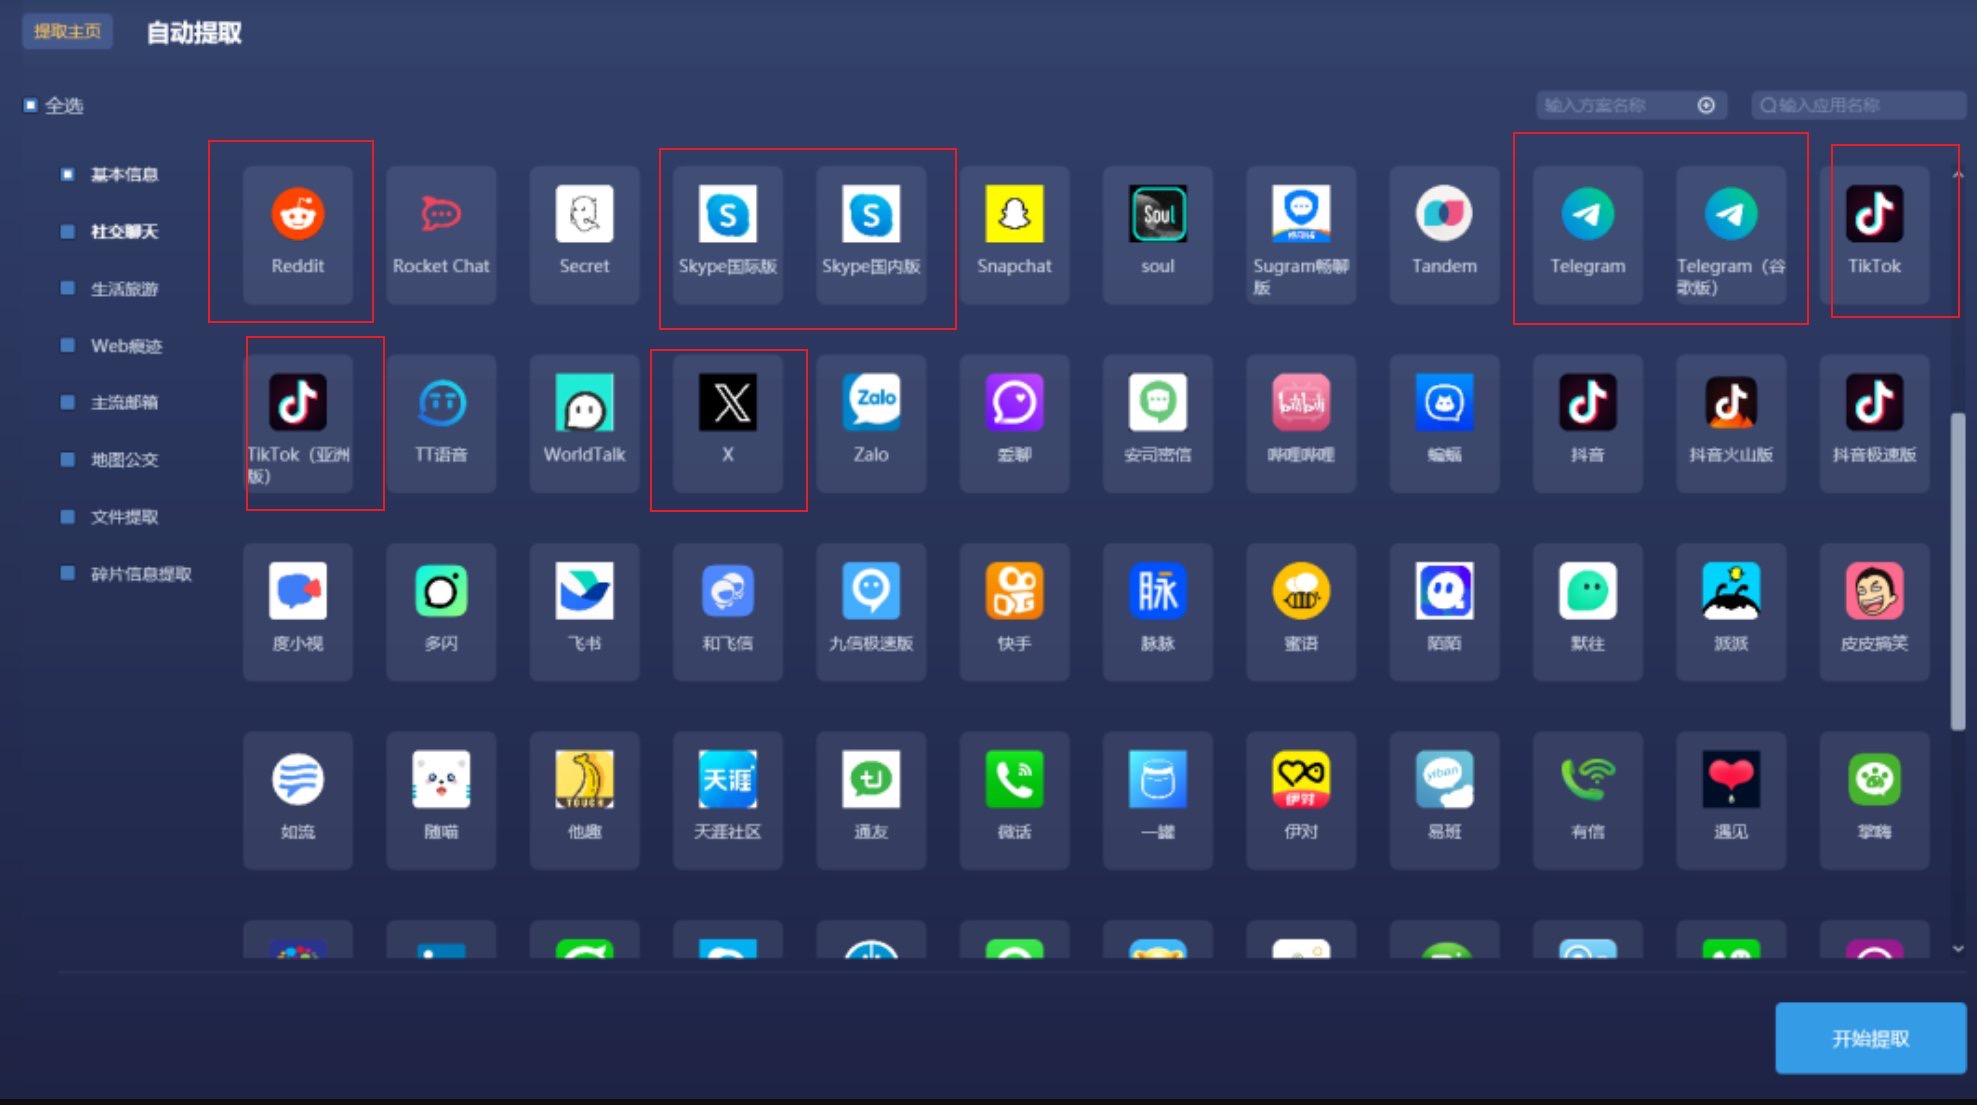 提取主页
自动提取
全选
输入方案名称
输入应用名称
基本信息
社交聊天
生活旅游
Web痕迹
主流邮箱
地图公交
文件提取
碎片信息提取
Reddit
Rocket Chat
Secret
Skype国际版
Skype国内版
Snapchat
Soul
soul
Sugram畅聊
版
Tandem
Telegram
Telegram（谷
歌版）
TikTok
TikTok（亚洲
版）
TT语音
WorldTalk
X
Zalo
Zalo
爱聊
安司密信
bilibili
哔哩哔哩
蝙蝠
抖音
抖音火山版
抖音极速版
度小视
多闪
飞书
和飞信
九信极速版
快手
脉
脉脉
蜜语
陌陌
默往
派派
皮皮搞笑
如流
随喵
TOUCH
他趣
天涯
天涯社区
通友
微话
一罐
伊对
伊对
yiban
易班
有信
遇见
掌嗨
开始提取